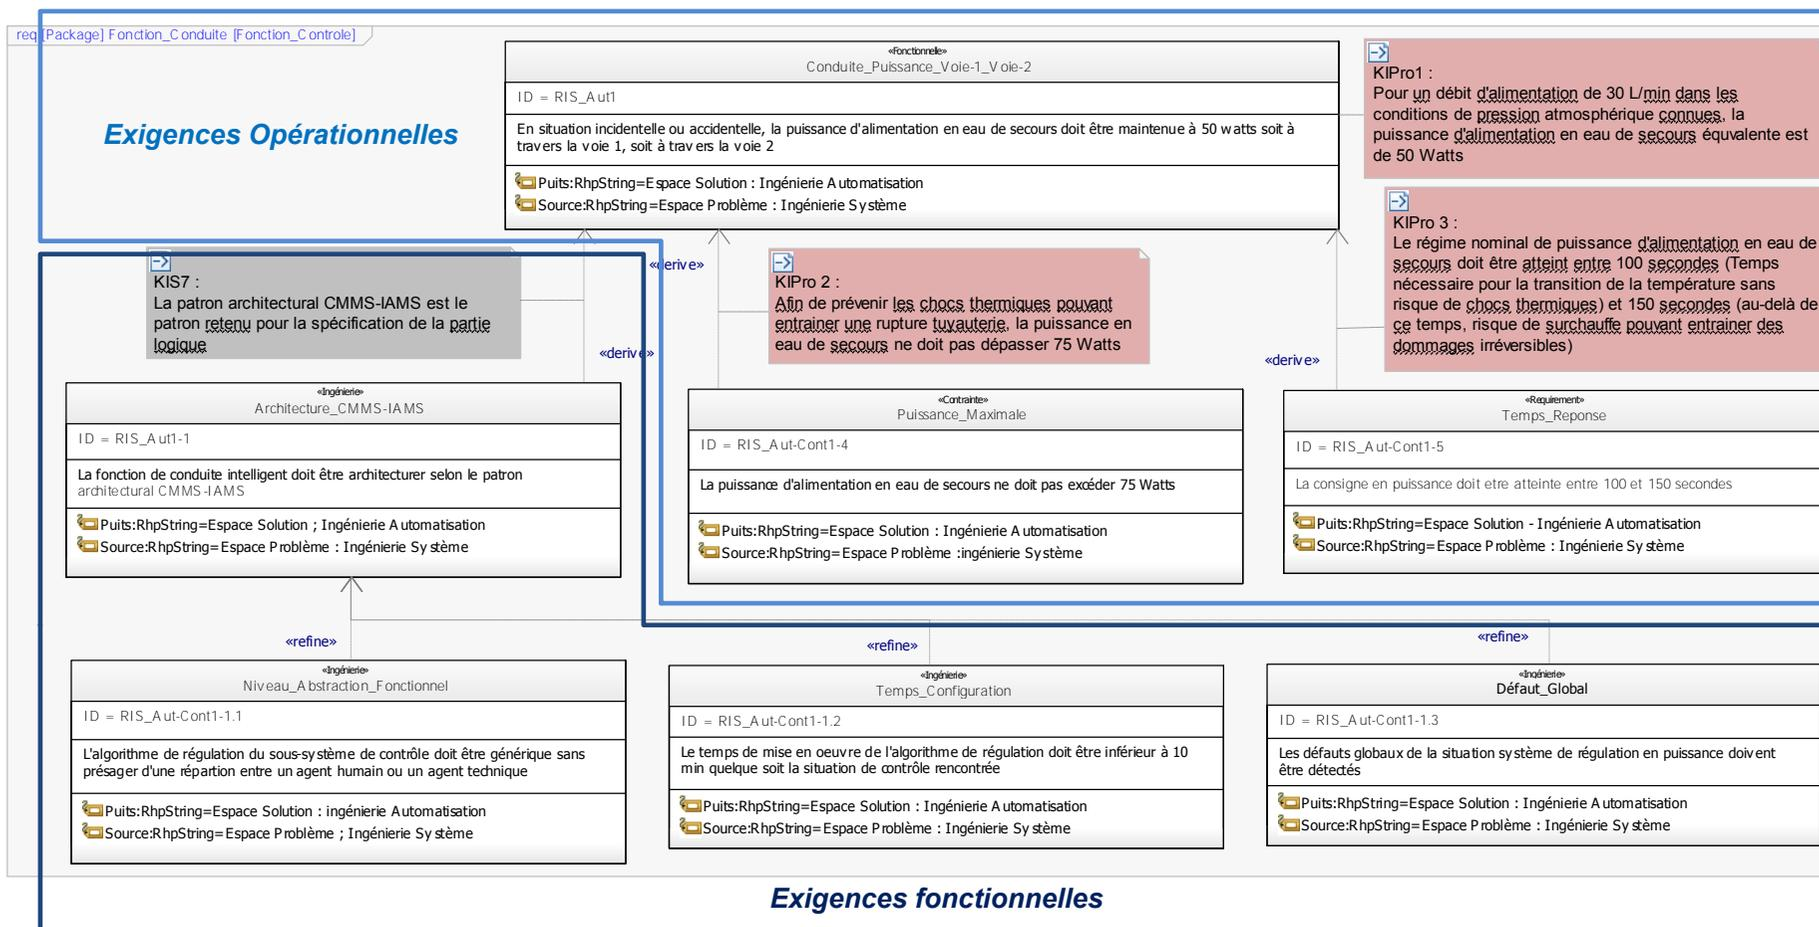 req [Package] Fonction_Conduite [Fonction_Controle]
Exigences Opérationnelles
«Fonctionnelle»
Conduite_Puissance_Voie-1_Voie-2
ID = RIS_Aut1
En situation incidentelle ou accidentelle, la puissance d'alimentation en eau de secours doit être maintenue à 50 watts soit à
travers la voie 1, soit à travers la voie 2
Puits:RhpString=Espace Solution : Ingénierie Automatisation
Source:RhpString=Espace Problème : Ingénierie Système
KIPro1 :
Pour un débit d'alimentation de 30 L/min dans les
conditions de pression atmosphérique connues, la
puissance d'alimentation en eau de secours équvalente est
de 50 Watts
KIPro 3 :
Le régime nominal de puissance d'alimentation en eau de
secours doit être atteint entre 100 secondes (Temps
nécessaire pour la transition de la température sans
risque de chocs thermiques) et 150 secondes (au-delà de
ce temps, risque de surchauffe pouvant entrainer des
dommages irréversibles)
KIS7 :
La patron architectural CMMS-IAMS est le
patron retenu pour la spécification de la partie
logique
«derive»
KIPro 2 :
Afin de prévenir les chocs thermiques pouvant
entrainer une rupture tuyauterie, la puissance en
eau de secours ne doit pas dépasser 75 Watts
«derive»
«derive»
«Ingénierie»
Architecture_CMMS-IAMS
ID = RIS_Aut1-1
La fonction de conduite intelligent doit être architecturer selon le patron
architectural CMMS-IAMS
Puits:RhpString=Espace Solution ; Ingénierie Automatisation
Source:RhpString=Espace Problème : Ingénierie Système
«Contrainte»
Puissance_Maximale
ID = RIS_Aut-Cont1-4
La puissance d'alimentation en eau de secours ne doit pas excéder 75 Watts
Puits:RhpString=Espace Solution : Ingénierie Automatisation
Source:RhpString=Espace Problème :ingénierie Système
«Requirement»
Temps_Reponse
ID = RIS_Aut-Cont1-5
La consigne en puissance doit etre atteinte entre 100 et 150 secondes
Puits:RhpString=Espace Solution - Ingénierie Automatisation
Source:RhpString=Espace Problème : Ingénierie Système
«refine»
«refine»
«refine»
«Ingénierie»
Niveau_Abstraction_Fonctionnel
ID = RIS_Aut-Cont1-1.1
L'algorithme de régulation du sous-système de contrôle doit être générique sans
présager d'une répartion entre un agent humain ou un agent technique
Puits:RhpString=Espace Solution : ingénierie Automatisation
Source:RhpString=Espace Problème ; Ingénierie Système
«Ingénierie»
Temps_Configuration
ID = RIS_Aut-Cont1-1.2
Le temps de mise en oeuvre de l'algorithme de régulation doit être inférieur à 10
min quelque soit la situation de contrôle rencontrée
Puits:RhpString=Espace Solution : Ingénierie Automatisation
Source:RhpString=Espace Problème : Ingénierie Système
«Ingénierie»
Défaut_Global
ID = RIS_Aut-Cont1-1.3
Les défauts globaux de la situation système de régulation en puissance doivent
être détectés
Puits:RhpString=Espace Solution : Ingénierie Automatisation
Source:RhpString=Espace Problème : Ingénierie Système
Exigences fonctionnelles